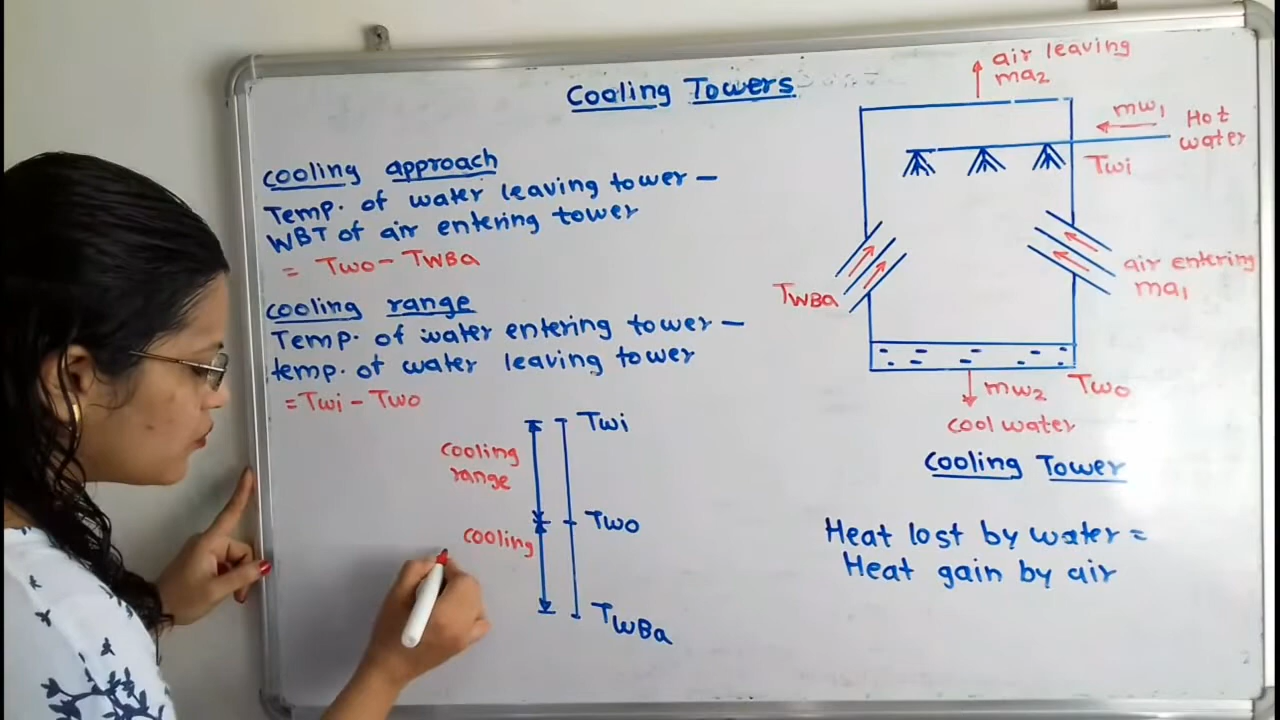 Cooling Towers
cooling approach
Temp. of water leaving tower -
WBT of air entering tower
= Two - TWBa
cooling range
Temp. of water entering tower -
temp. of water leaving tower
= Twi - Two
Twi
cooling
range
Two
cooling
TWBa
air leaving
ma2
mw1
Hot
water
Twi
air entering
ma1
TWBa
mw2 Two
cool water
Cooling Tower
Heat lost by water =
Heat gain by air